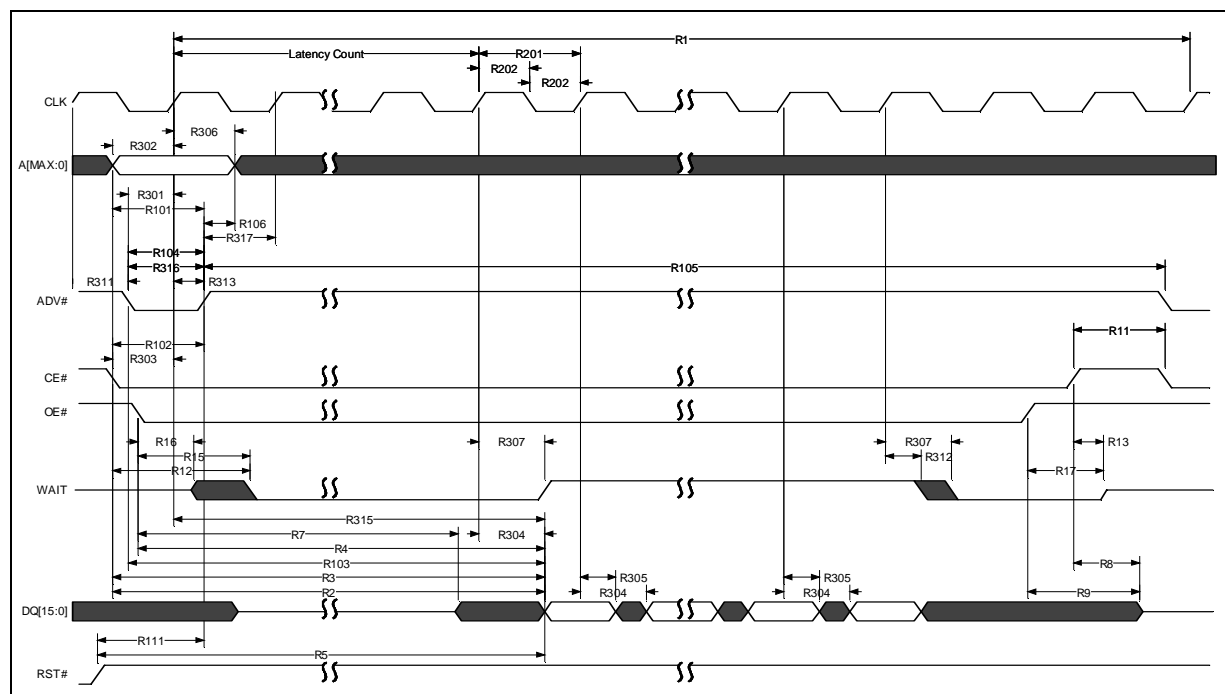 R1
Latency Count
R201
R202
R202
CLK
R306
R302
A[MAX:0]
R301
R101
R106
R317
R104
R316
R105
R311
R313
ADV#
R11
R102
R303
CE#
OE#
R16
R307
R307
R13
R15
R312
R12
R17
WAIT
R315
R7
R304
R4
R103
R8
R3
R305
R305
R2
R304
R304
R9
DQ[15:0]
R111
R5
RST#